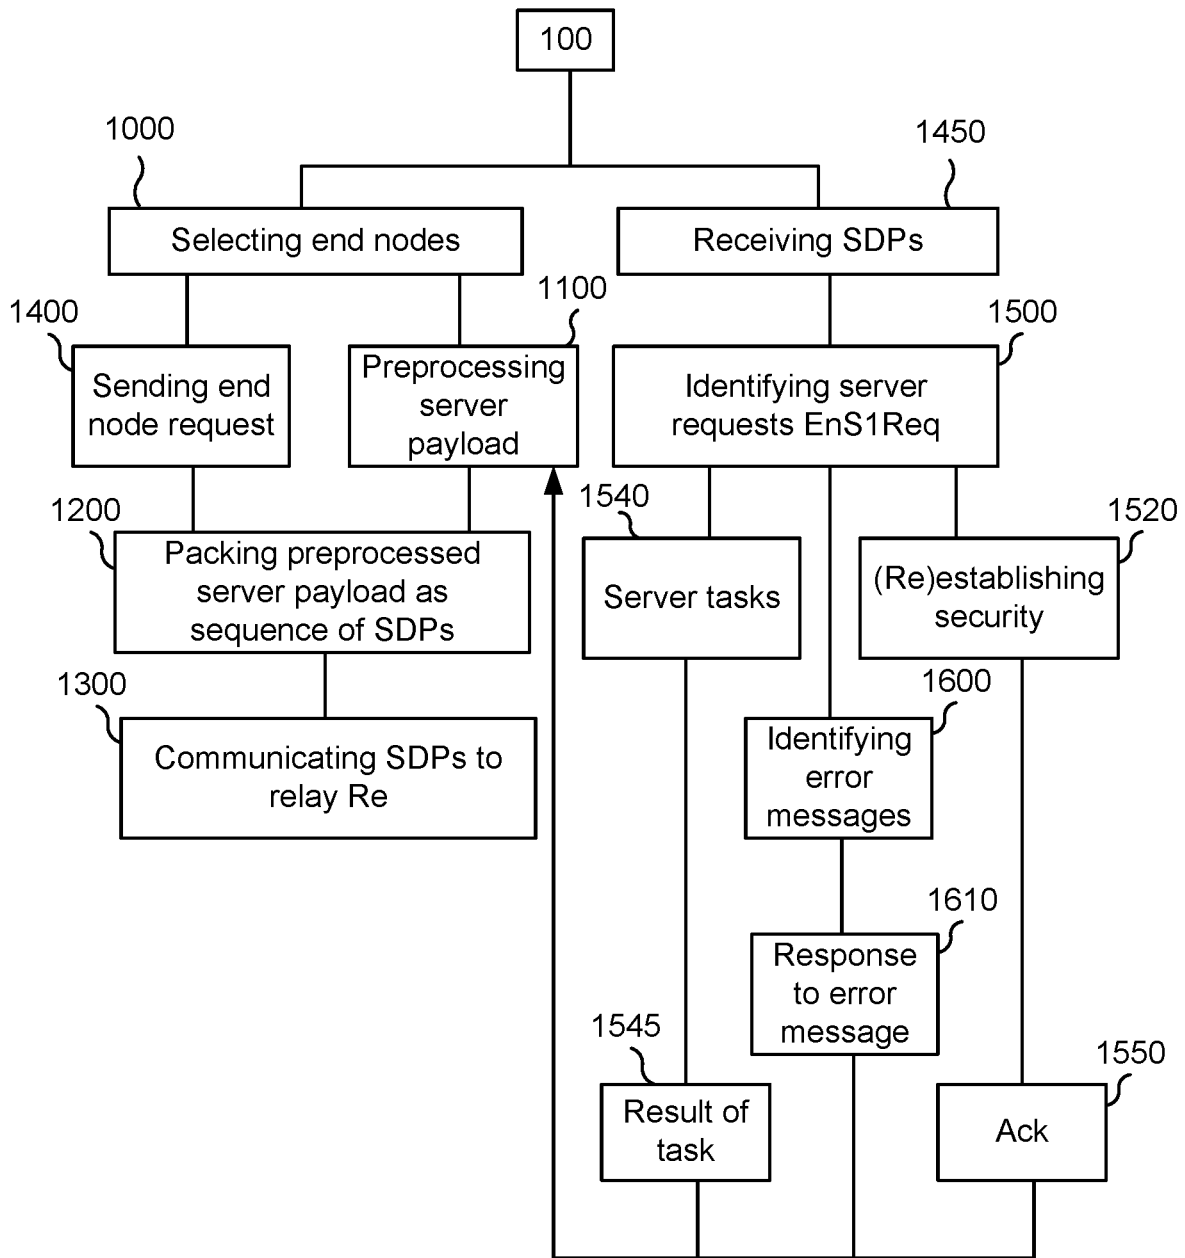 100
1000
1450
Selecting end nodes
Receiving SDPs
1400
1100
1500
Sending end
node request
Preprocessing
server
payload
Identifying server
requests EnS1Req
1200
1540
1520
Packing preprocessed
server payload as
sequence of SDPs
Server tasks
(Re)establishing
security
1300
1600
Communicating SDPs to
relay Re
Identifying
error
messages
1610
Response
to error
message
1545
1550
Result of
task
Ack